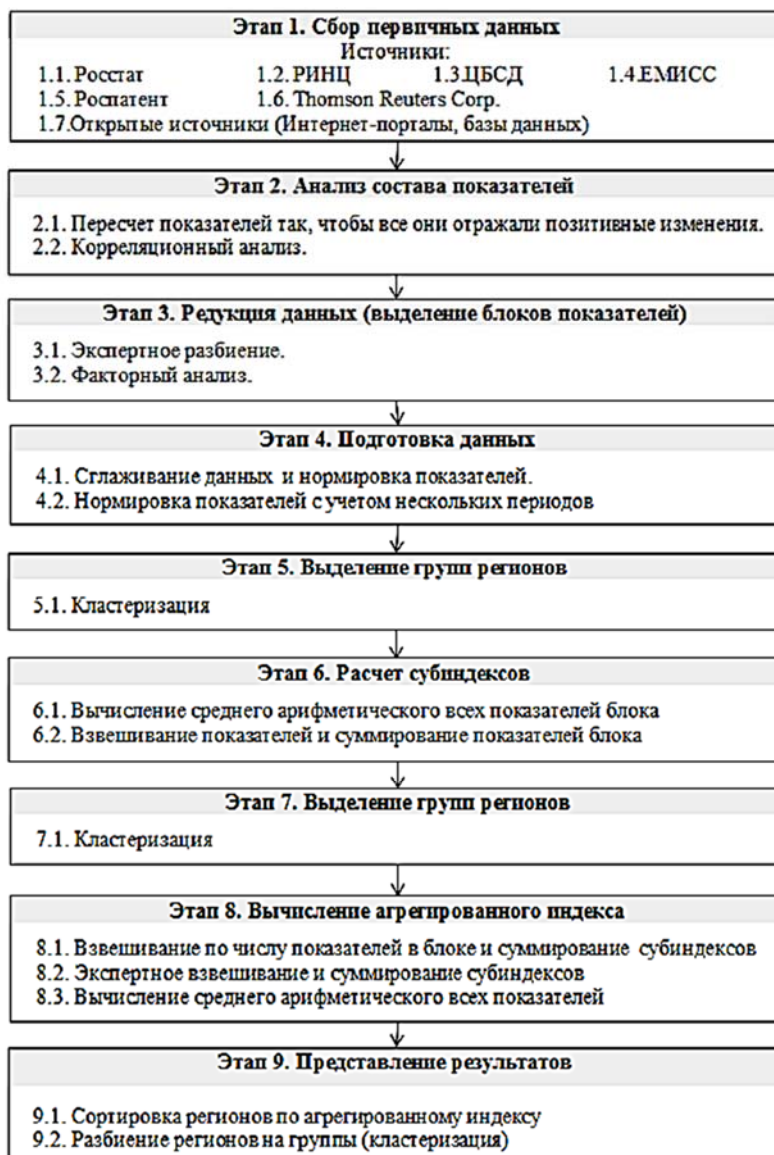 Этап 1. Сбор первичных данных
Источники:
1.1. Росстат 1.2. РИНЦ 1.3.ЦБСД 1.4.ЕМИСС
1.5. Роспатент 1.6. Thomson Reuters Corp.
1.7.Открытые источники (Интернет-порталы, базы данных)
Этап 2. Анализ состава показателей
2.1. Пересчет показателей так, чтобы все они отражали позитивные изменения.
2.2. Корреляционный анализ.
Этап 3. Редукция данных (выделение блоков показателей)
3.1. Экспертное разбиение.
3.2. Факторный анализ.
Этап 4. Подготовка данных
4.1. Сглаживание данных и нормировка показателей.
4.2. Нормировка показателей с учетом нескольких периодов
Этап 5. Выделение групп регионов
5.1. Кластеризация
Этап 6. Расчет субиндексов
6.1. Вычисление среднего арифметического всех показателей блока
6.2. Взвешивание показателей и суммирование показателей блока
Этап 7. Выделение групп регионов
7.1. Кластеризация
Этап 8. Вычисление агрегированного индекса
8.1. Взвешивание по числу показателей в блоке и суммирование субиндексов
8.2. Экспертное взвешивание и суммирование субиндексов
8.3. Вычисление среднего арифметического всех показателей
Этап 9. Представление результатов
9.1. Сортировка регионов по агрегированному индексу
9.2. Разбиение регионов на группы (кластеризация)